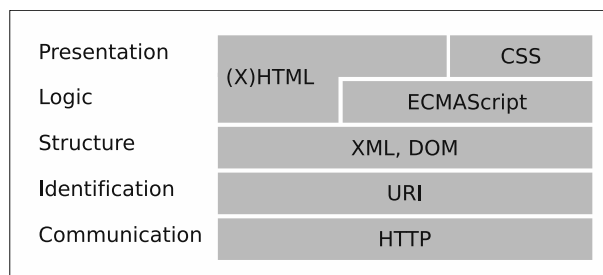 Presentation
CSS
(X)HTML
Logic
ECMAScript
Structure
XML, DOM
Identification
URI
Communication
HTTP